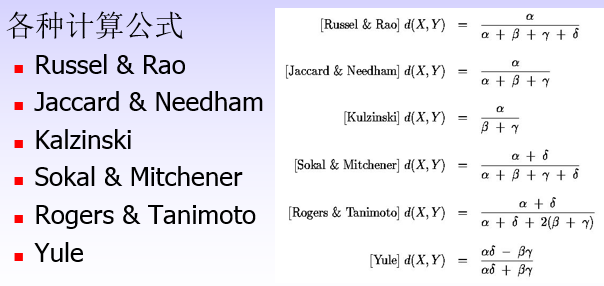 各种计算公式
Russel & Rao
Jaccard & Needham
Kalzinski
Sokal & Mitchener
Rogers & Tanimoto
Yule
[Russel & Rao] d(X, Y) = α / (α + β + γ + δ)
[Jaccard & Needham] d(X, Y) = α / (α + β + γ)
[Kulzinski] d(X, Y) = α / (β + γ)
[Sokal & Mitchener] d(X, Y) = (α + δ) / (α + β + γ + δ)
[Rogers & Tanimoto] d(X, Y) = (α + δ) / (α + δ + 2(β + γ))
[Yule] d(X, Y) = (αδ − βγ) / (αδ + βγ)